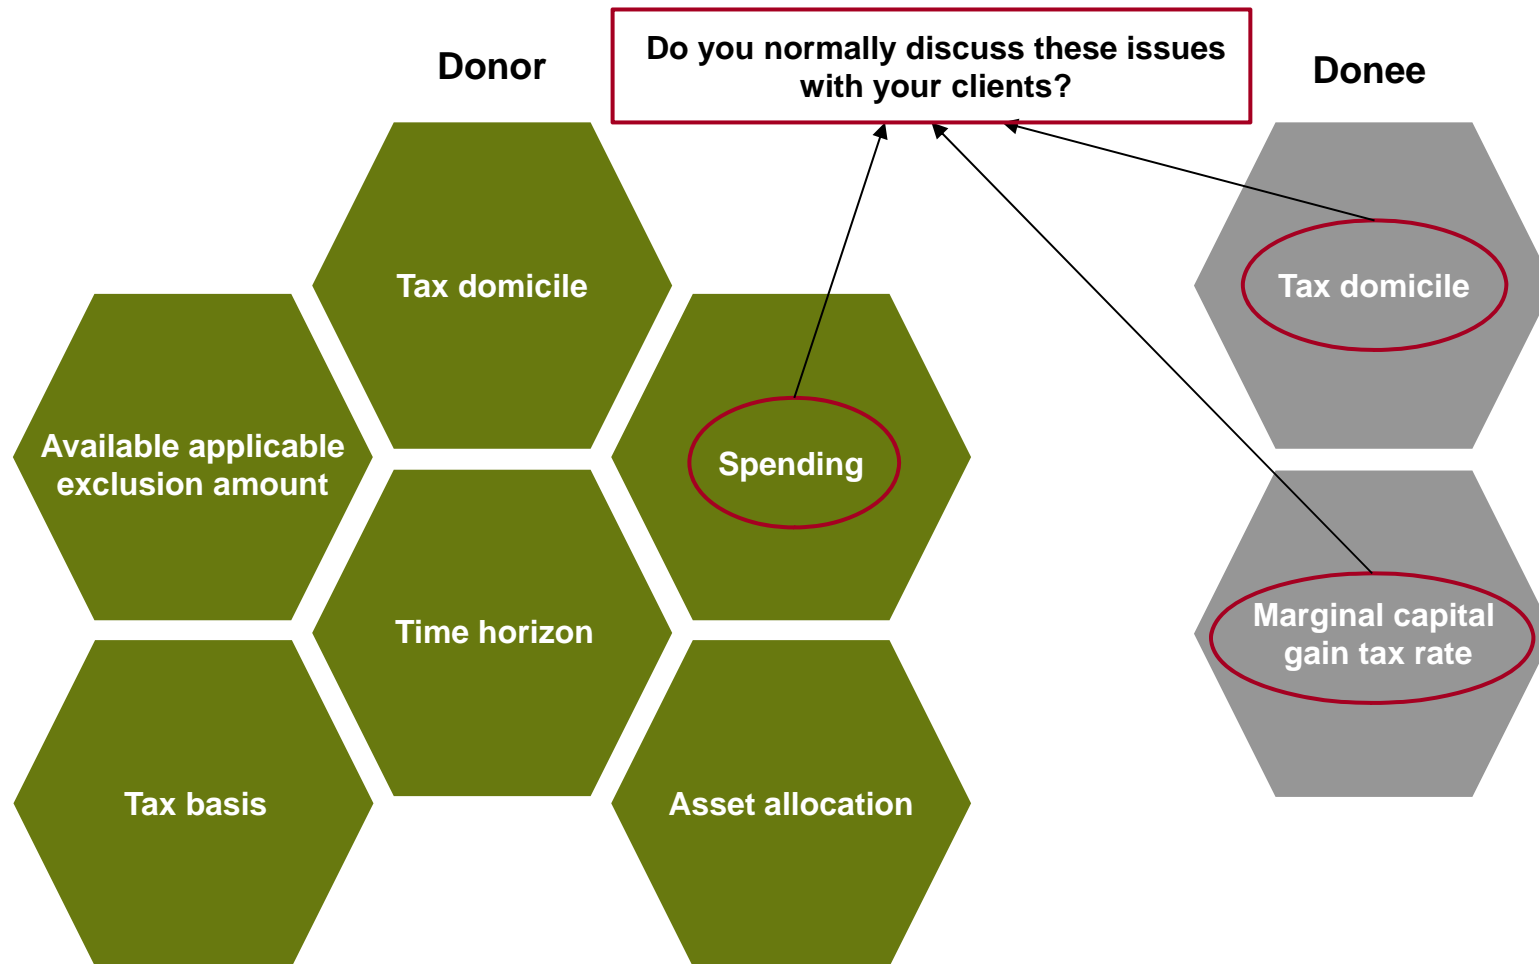 Donor
Do you normally discuss these issues
with your clients?
Donee
Tax domicile
Available applicable
exclusion amount
Spending
Time horizon
Tax basis
Asset allocation
Tax domicile
Marginal capital
gain tax rate